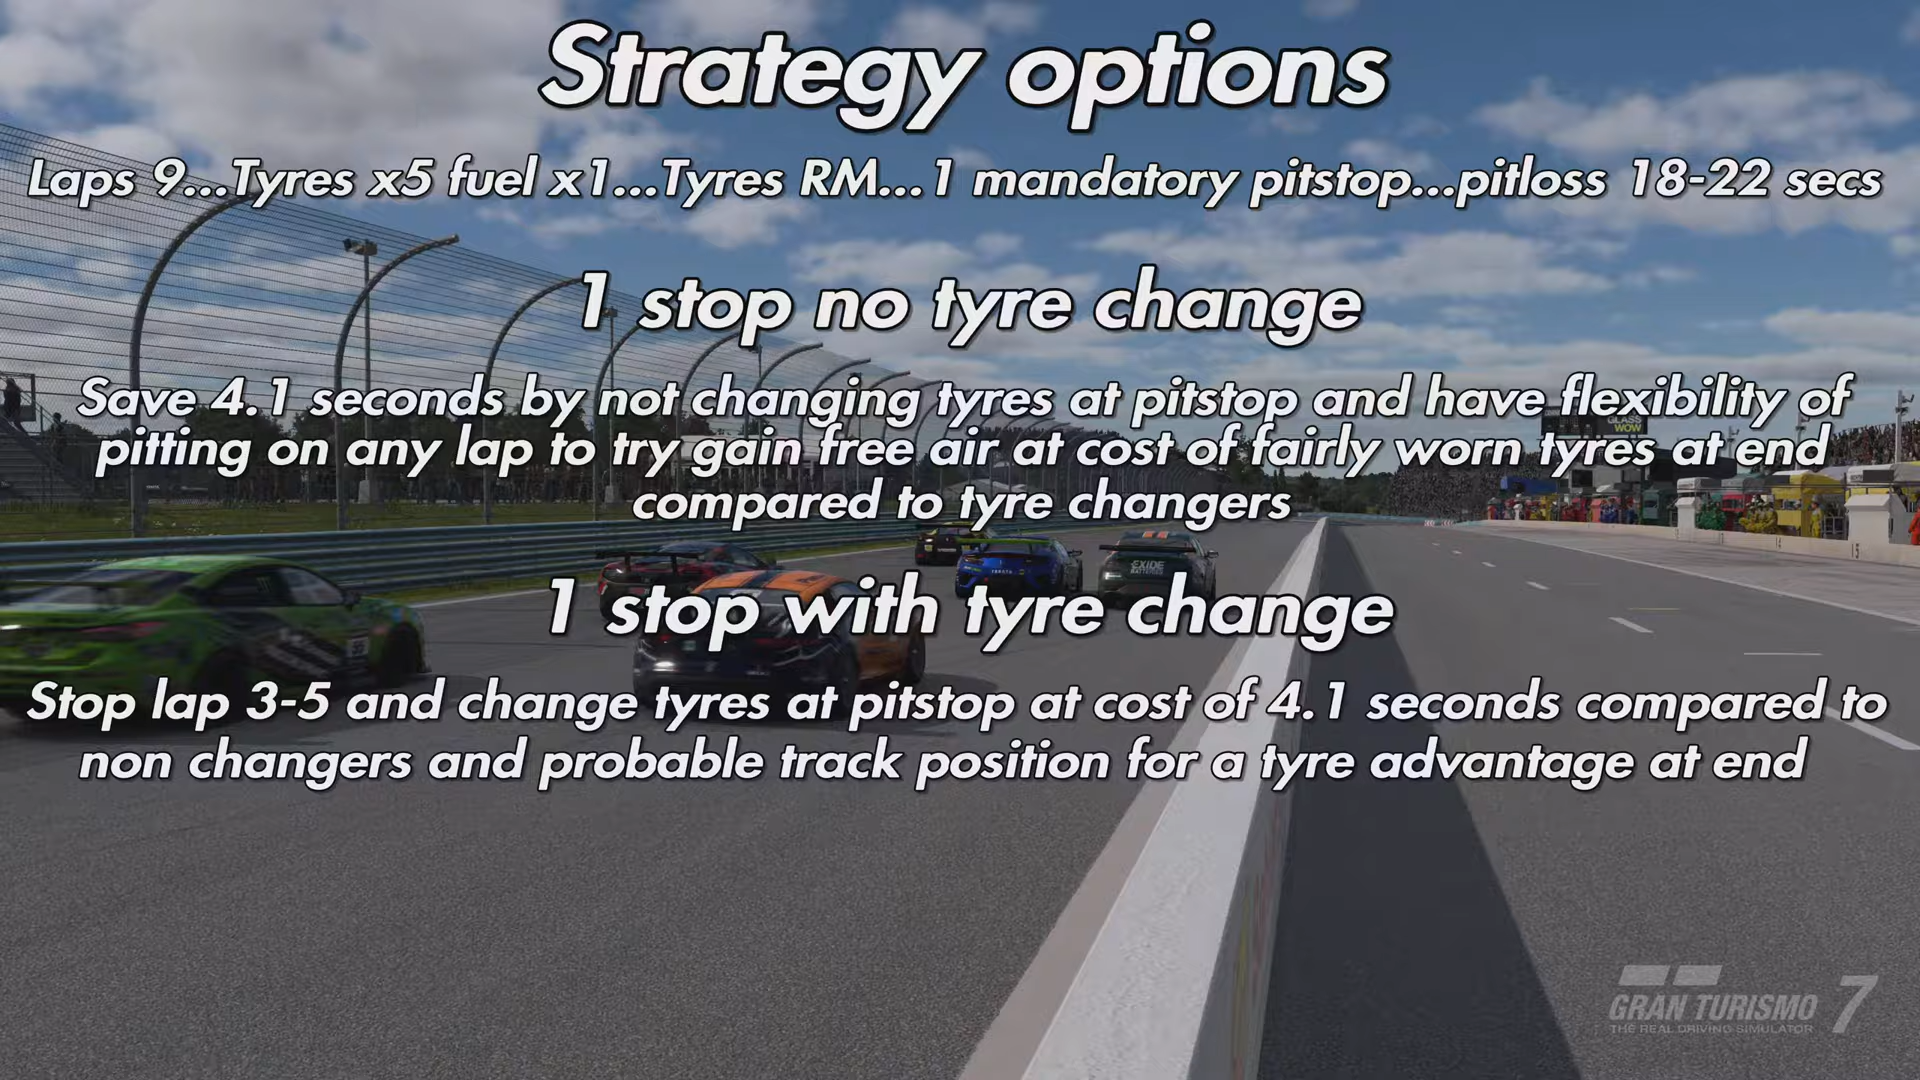 Strategy options
Laps 9...Tyres x5 fuel x1...Tyres RM...1 mandatory pitstop...pitloss 18-22 secs
1 stop no tyre change
Save 4.1 seconds by not changing tyres at pitstop and have flexibility of
pitting on any lap to try gain free air at cost of fairly worn tyres at end
compared to tyre changers
WOW
EXIDE
BATTERIES
1 stop with tyre change
Stop lap 3-5 and change tyres at pitstop at cost of 4.1 seconds compared to
non changers and probable track position for a tyre advantage at end
GRAN TURISMO 7
THE REAL DRIVING SIMULATOR